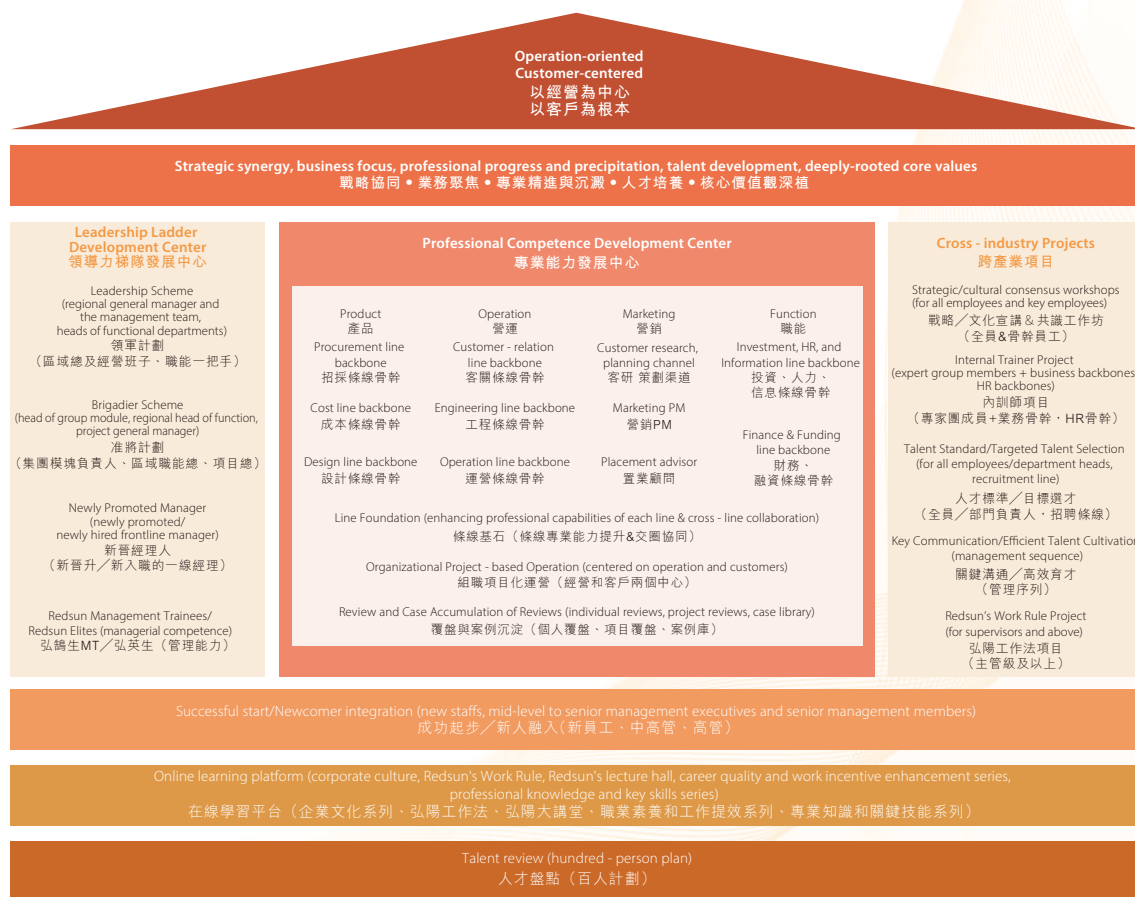 Operation-oriented
Customer-centered
以經營為中心
以客戶為根本
Strategic synergy, business focus, professional progress and precipitation, talent development, deeply-rooted core values
戰略協同 • 業務聚焦 • 專業精進與沉澱 • 人才培養 • 核心價值觀深植
Leadership Ladder
Development Center
領導力梯隊發展中心
Leadership Scheme
(regional general manager and
the management team,
heads of functional departments)
領軍計劃
（區域總及經營班子、職能一把手）
Brigadier Scheme
(head of group module, regional head of function,
project general manager)
准將計劃
（集團模塊負責人、區域職能總、項目總）
Newly Promoted Manager
(newly promoted/
newly hired frontline manager)
新晉經理人
（新晉升／新入職的一線經理）
Redsun Management Trainees/
Redsun Elites (managerial competence)
弘鵠生MT／弘英生（管理能力）
Professional Competence Development Center
專業能力發展中心
Product
產品
Procurement line
backbone
招採條線骨幹
Cost line backbone
成本條線骨幹
Design line backbone
設計條線骨幹
Operation
營運
Customer - relation
line backbone
客關條線骨幹
Engineering line backbone
工程條線骨幹
Operation line backbone
運營條線骨幹
Marketing
營銷
Customer research,
planning channel
客研 策劃渠道
Marketing PM
營銷PM
Placement advisor
置業顧問
Function
職能
Investment, HR, and
Information line backbone
投資、人力、
信息條線骨幹
Finance & Funding
line backbone
財務、
融資條線骨幹
Line Foundation (enhancing professional capabilities of each line & cross - line collaboration)
條線基石（條線專業能力提升&交圈協同）
Organizational Project - based Operation (centered on operation and customers)
組職項目化運營（經營和客戶兩個中心）
Review and Case Accumulation of Reviews (individual reviews, project reviews, case library)
覆盤與案例沉淀（個人覆盤、項目覆盤、案例庫）
Cross - industry Projects
跨產業項目
Strategic/cultural consensus workshops
(for all employees and key employees)
戰略／文化宣講＆共識工作坊
（全員&骨幹員工）
Internal Trainer Project
(expert group members + business backbones
HR backbones)
內訓師項目
（專家團成員+業務骨幹・HR骨幹）
Talent Standard/Targeted Talent Selection
(for all employees/department heads,
recruitment line)
人才標準／目標選才
（全員／部門負責人・招聘條線）
Key Communication/Efficient Talent Cultivation
(management sequence)
關鍵溝通／高效育才
（管理序列）
Redsun's Work Rule Project
(for supervisors and above)
弘陽工作法項目
（主管級及以上）
Successful start/Newcomer integration (new staffs, mid-level to senior management executives and senior management members)
成功起步／新人融入（新員工、中高管、高管）
Online learning platform (corporate culture, Redsun's Work Rule, Redsun's lecture hall, career quality and work incentive enhancement series,
professional knowledge and key skills series)
在線學習平台（企業文化系列、弘陽工作法、弘陽大講堂、職業素養和工作提效系列、專業知識和關鍵技能系列）
Talent review (hundred - person plan)
人才盤點（百人計劃）